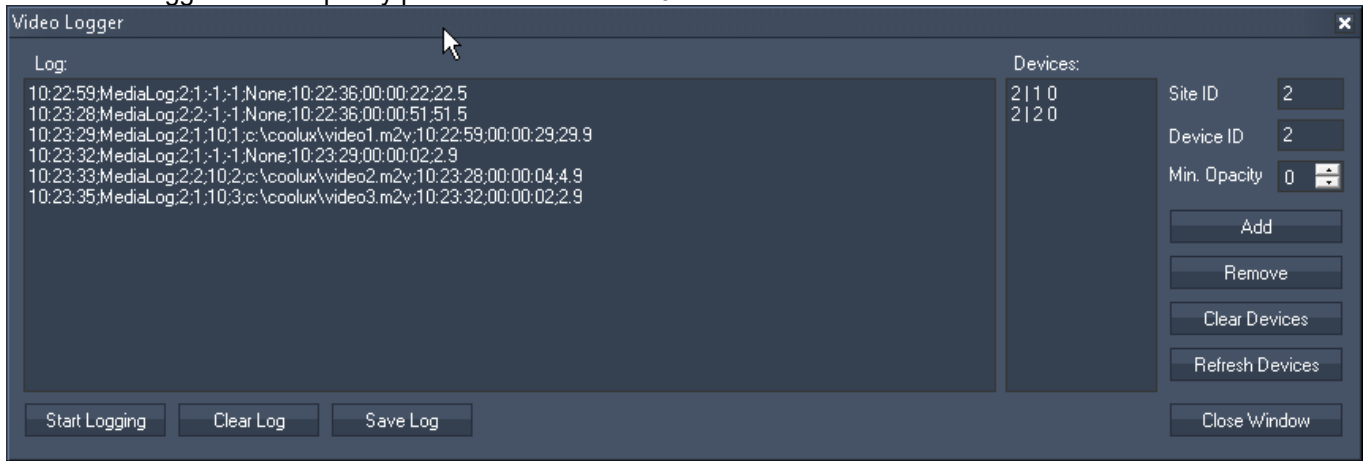 Video Logger
Log:
10:22:59;MediaLog;2;1;-1;-1;None;10:22:36;00:00:22;22.5
10:23:28;MediaLog;2;2;-1;-1;None;10:22:36;00:00:51;51.5
10:23:29;MediaLog;2;1;10;1;c:\coolux\video1.m2v;10:22:59;00:00:29;29.9
10:23:32;MediaLog;2;1;-1;-1;None;10:23:29;00:00:02;2.9
10:23:33;MediaLog;2;2;10;2;c:\coolux\video2.m2v;10:23:28;00:00:04;4.9
10:23:35;MediaLog;2;1;10;3;c:\coolux\video3.m2v;10:23:32;00:00:02;2.9
Devices:
2|1 0
2|2 0
Site ID 2
Device ID 2
Min. Opacity 0
Add
Remove
Clear Devices
Refresh Devices
Start Logging Clear Log Save Log Close Window